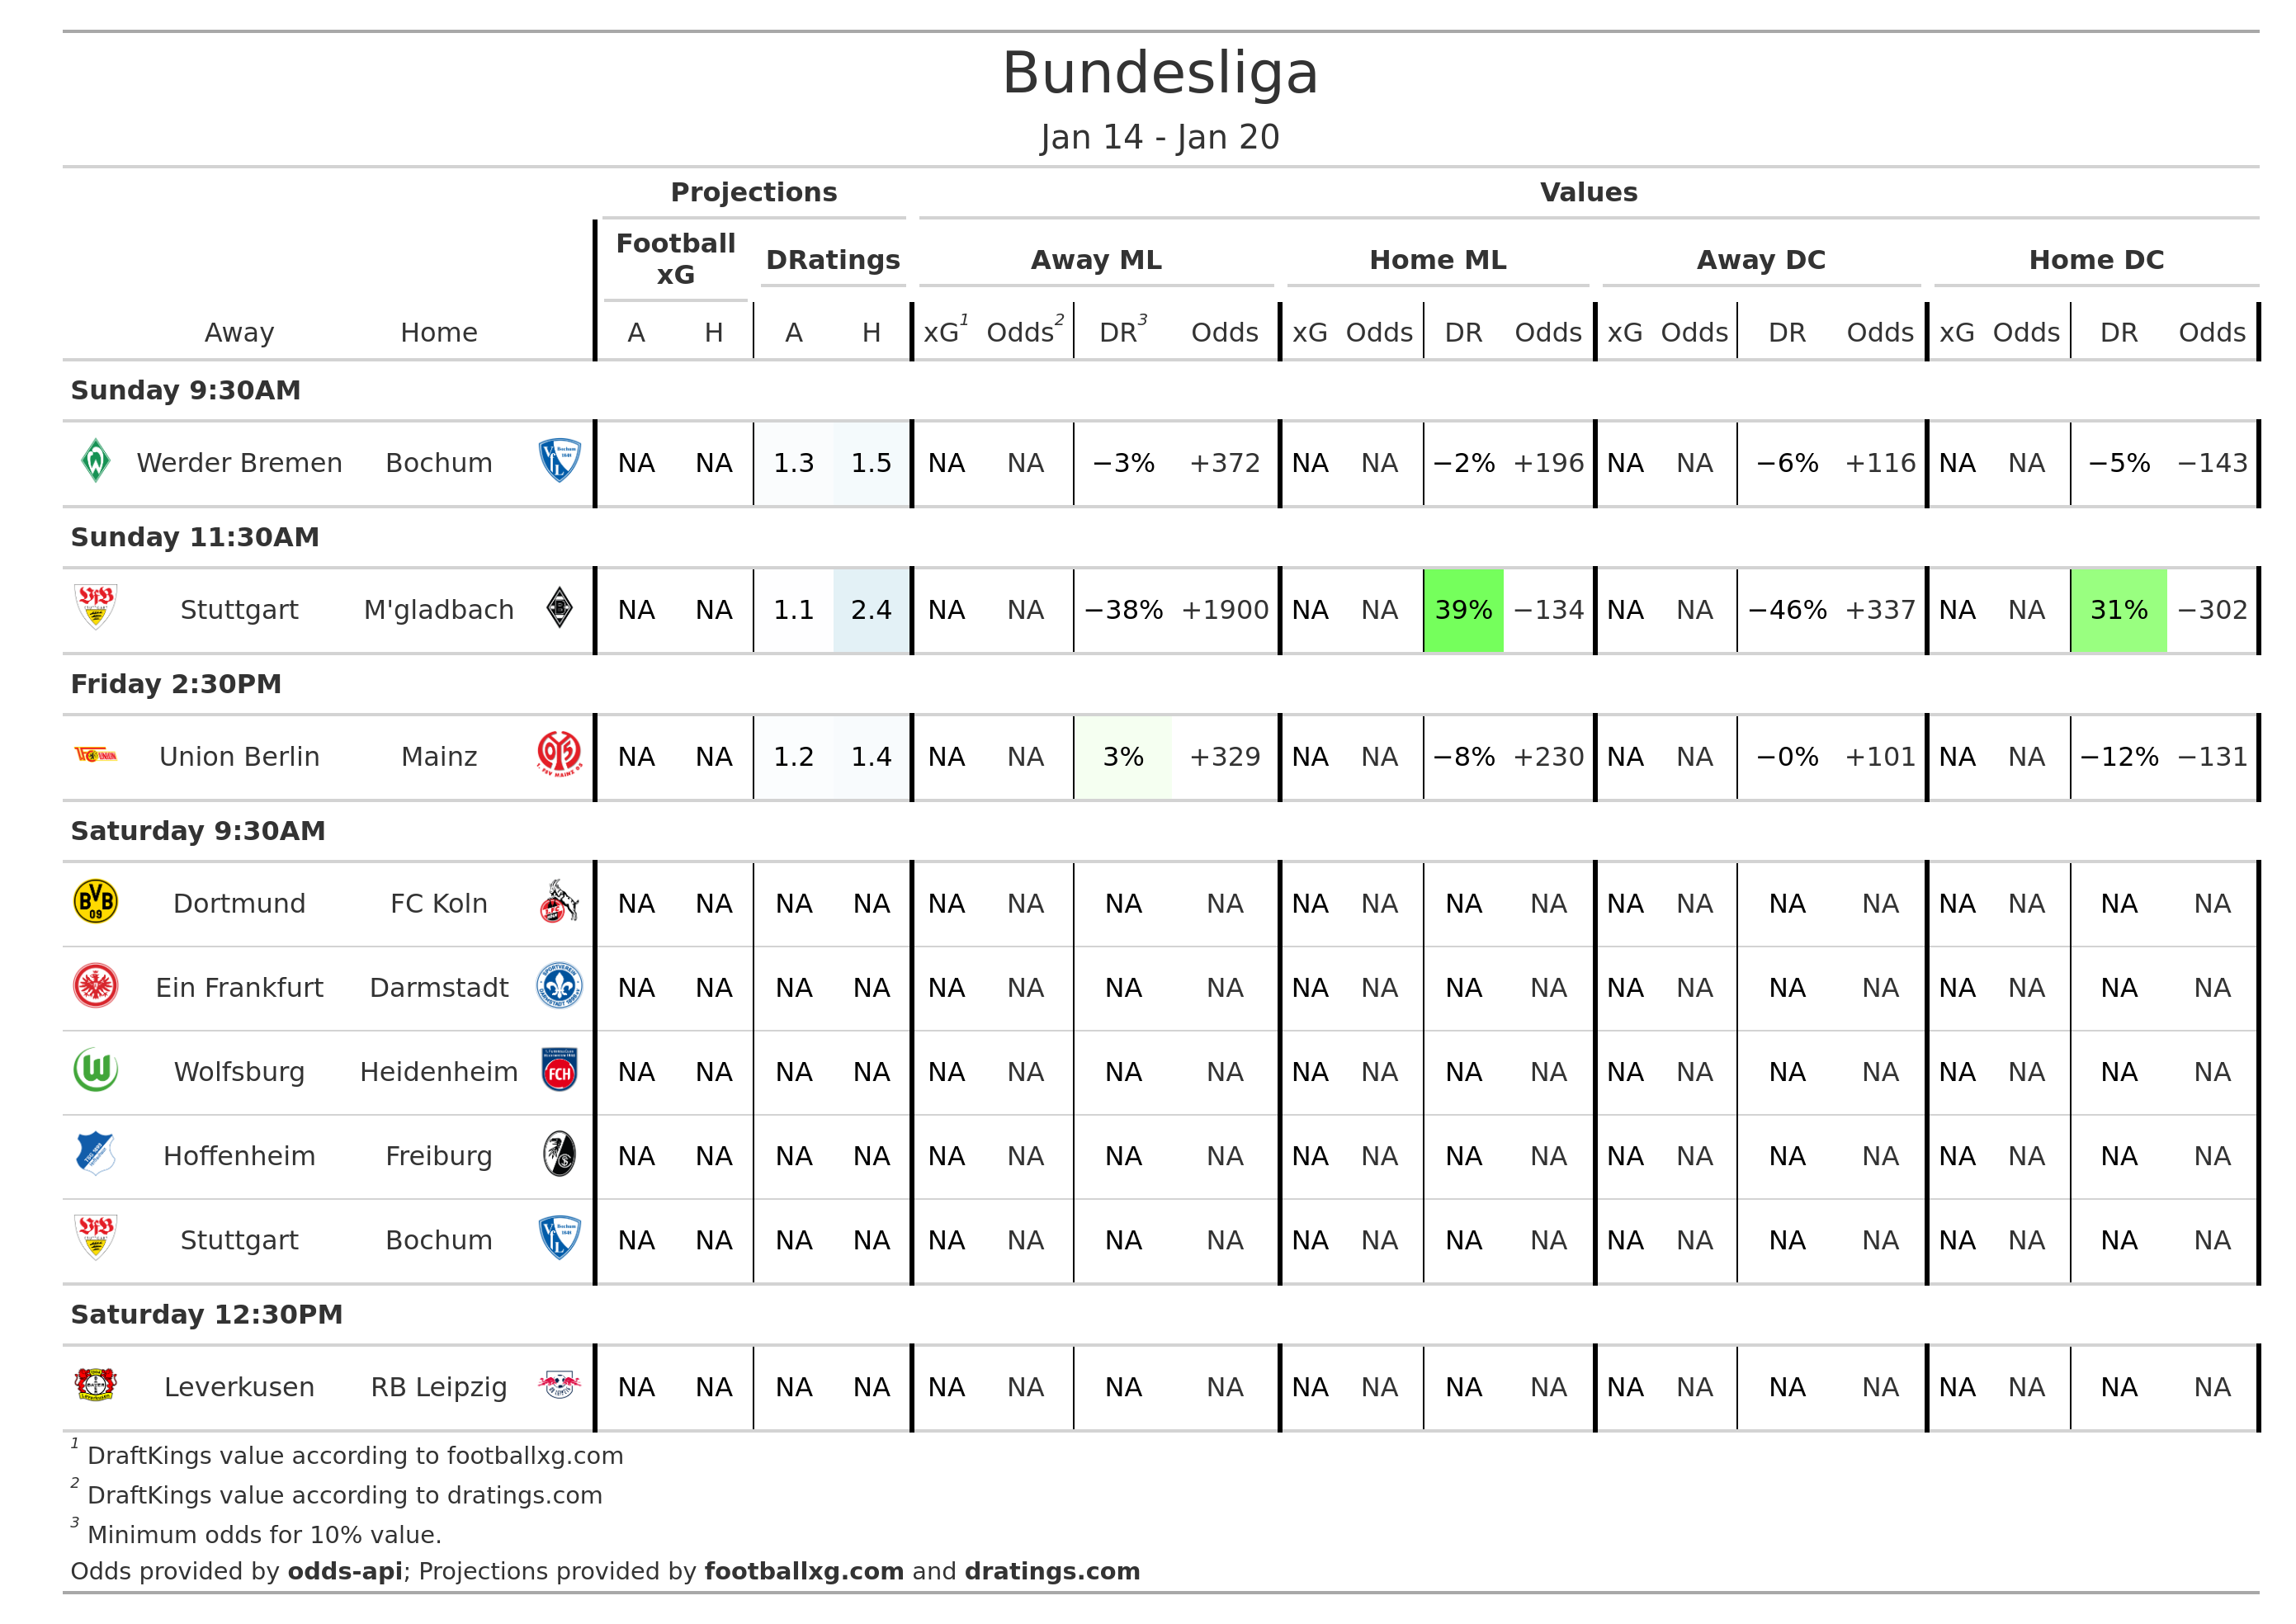 Bundesliga
Jan 14 - Jan 20
Projections Values
Football xG DRatings Away ML Home ML Away DC Home DC
Away Home A H A H xG1 Odds2 DR3 Odds xG Odds DR Odds xG Odds DR Odds xG Odds DR Odds
Sunday 9:30AM
Werder Bremen Bochum NA NA 1.3 1.5 NA NA −3% +372 NA NA −2% +196 NA NA −6% +116 NA NA −5% −143
Sunday 11:30AM
Stuttgart M'gladbach NA NA 1.1 2.4 NA NA −38% +1900 NA NA 39% −134 NA NA −46% +337 NA NA 31% −302
Friday 2:30PM
Union Berlin Mainz NA NA 1.2 1.4 NA NA 3% +329 NA NA −8% +230 NA NA −0% +101 NA NA −12% −131
Saturday 9:30AM
Dortmund FC Koln NA NA NA NA NA NA NA NA NA NA NA NA NA NA NA NA NA NA NA NA
Ein Frankfurt Darmstadt NA NA NA NA NA NA NA NA NA NA NA NA NA NA NA NA NA NA NA NA
Wolfsburg Heidenheim NA NA NA NA NA NA NA NA NA NA NA NA NA NA NA NA NA NA NA NA
Hoffenheim Freiburg NA NA NA NA NA NA NA NA NA NA NA NA NA NA NA NA NA NA NA NA
Stuttgart Bochum NA NA NA NA NA NA NA NA NA NA NA NA NA NA NA NA NA NA NA NA
Saturday 12:30PM
Leverkusen RB Leipzig NA NA NA NA NA NA NA NA NA NA NA NA NA NA NA NA NA NA NA NA
1 DraftKings value according to footballxg.com
2 DraftKings value according to dratings.com
3 Minimum odds for 10% value.
Odds provided by odds-api; Projections provided by footballxg.com and dratings.com